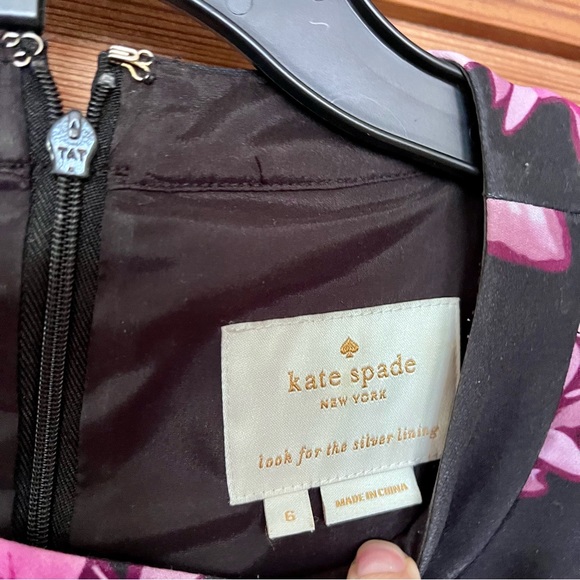 TAT
kate spade
NEW YORK
look for the silver lining
6
MADE IN CHINA